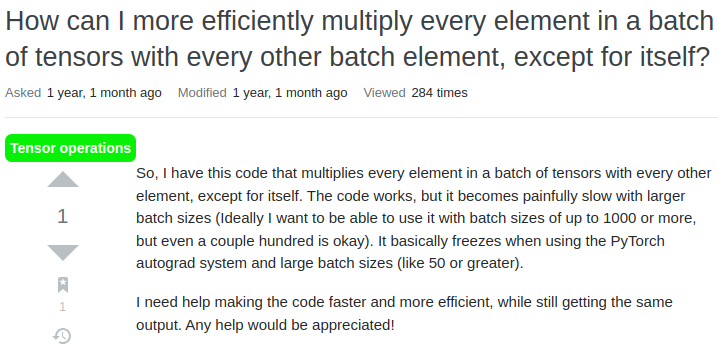 How can I more efficiently multiply every element in a batch
of tensors with every other batch element, except for itself?
Asked 1 year, 1 month ago Modified 1 year, 1 month ago Viewed 284 times
Tensor operations
So, I have this code that multiplies every element in a batch of tensors with every other
element, except for itself. The code works, but it becomes painfully slow with larger
batch sizes (Ideally I want to be able to use it with batch sizes of up to 1000 or more,
but even a couple hundred is okay). It basically freezes when using the PyTorch
autograd system and large batch sizes (like 50 or greater).
1
1
I need help making the code faster and more efficient, while still getting the same
output. Any help would be appreciated!